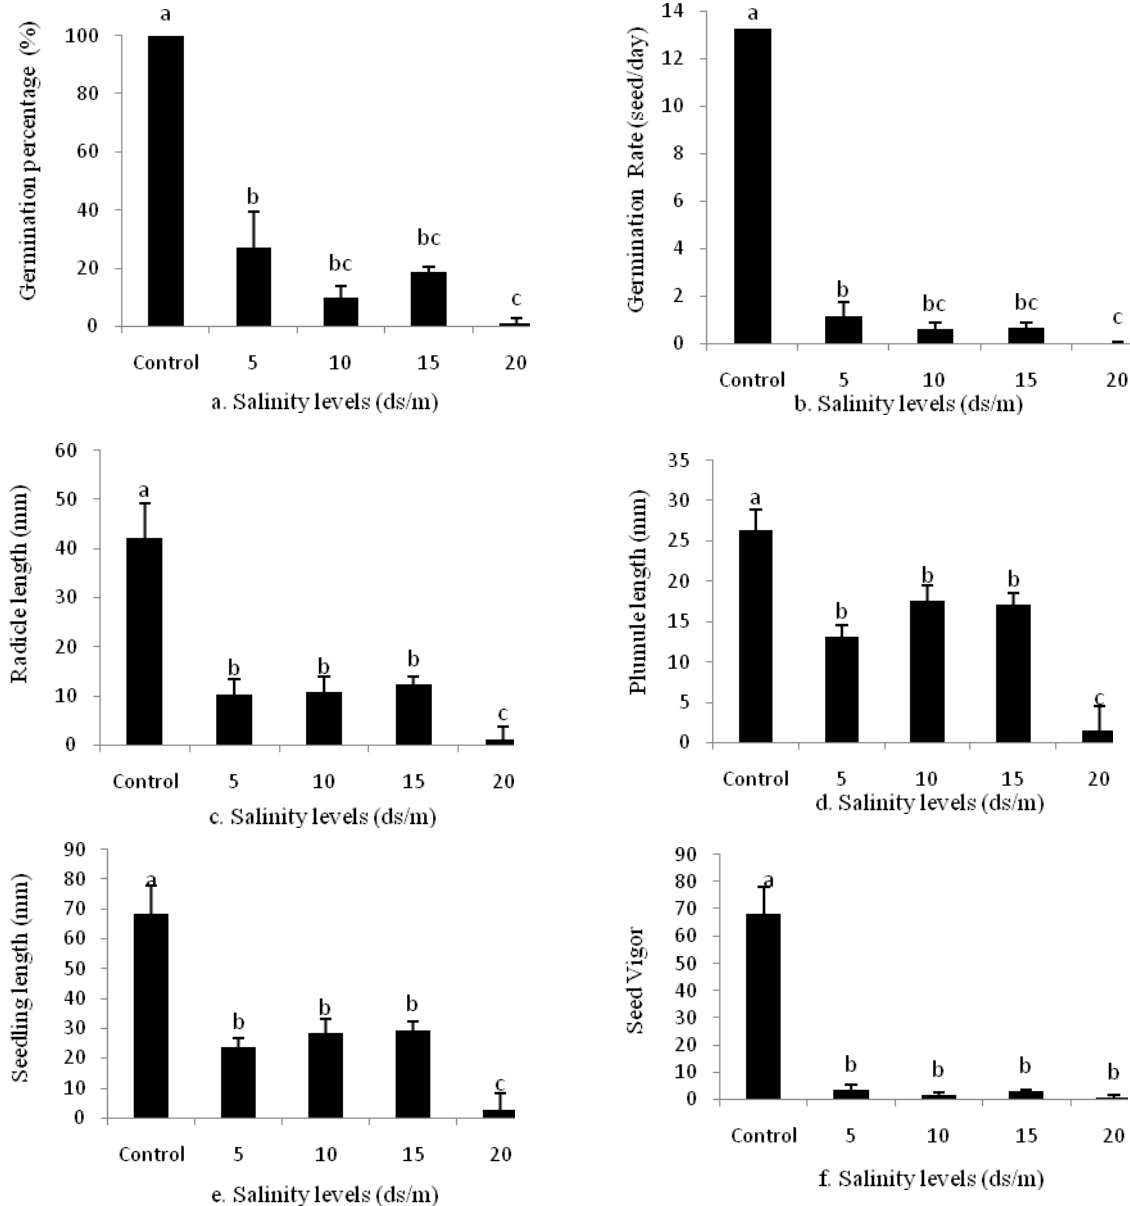 a
100
80
60
40
20
0
Germination percentage (%)
b
bc
bc
c
Control 5 10 15 20
a. Salinity levels (ds/m)
14
12
10
8
6
4
2
0
Germination Rate (seed/day)
a
b
bc
bc
c
Control 5 10 15 20
b. Salinity levels (ds/m)
60
50
40
30
20
10
0
Radicle length (mm)
a
b
b
b
c
Control 5 10 15 20
c. Salinity levels (ds/m)
35
30
25
20
15
10
5
0
Plumule length (mm)
a
b
b
b
c
Control 5 10 15 20
d. Salinity levels (ds/m)
90
80
70
60
50
40
30
20
10
0
Seedling length (mm)
a
b
b
b
c
Control 5 10 15 20
e. Salinity levels (ds/m)
90
80
70
60
50
40
30
20
10
0
Seed Vigor
a
b
b
b
b
Control 5 10 15 20
f. Salinity levels (ds/m)